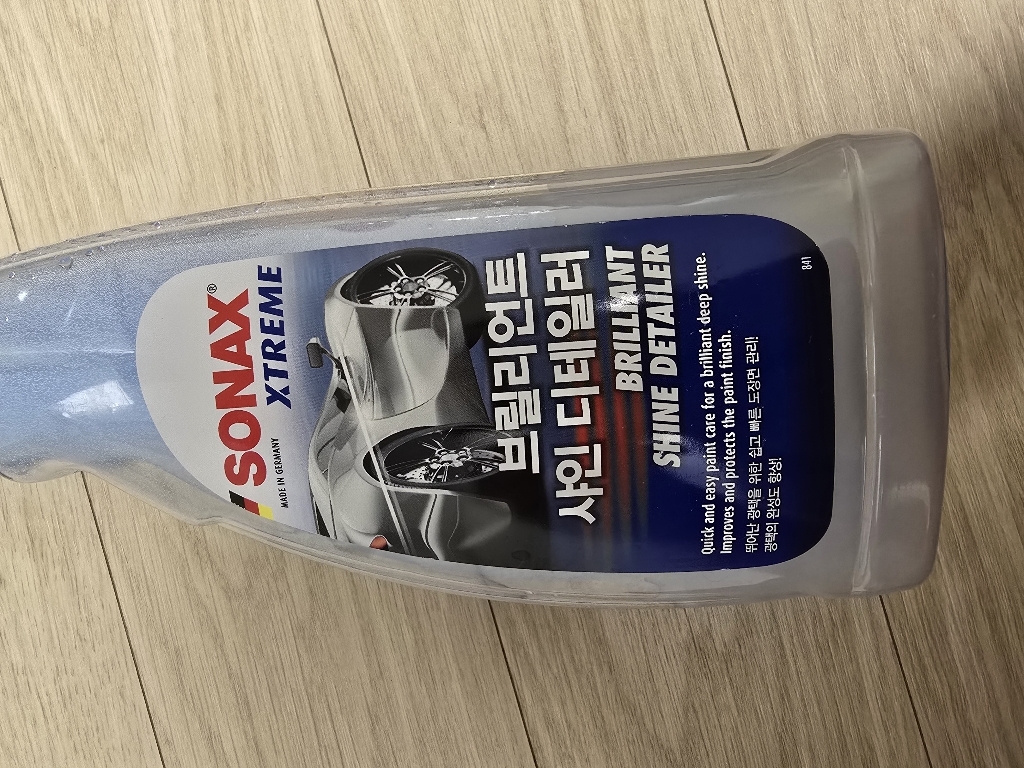 SONAX®
XTREME
MADE IN GERMANY
브릴리언트
샤인 디테일러
BRILLIANT
SHINE DETAILER
Quick and easy paint care for a brilliant deep shine.
Improves and protects the paint finish.
뛰어난 광택을 위한 쉽고 빠른 도장면 관리!
광택의 완성도 향상!
841